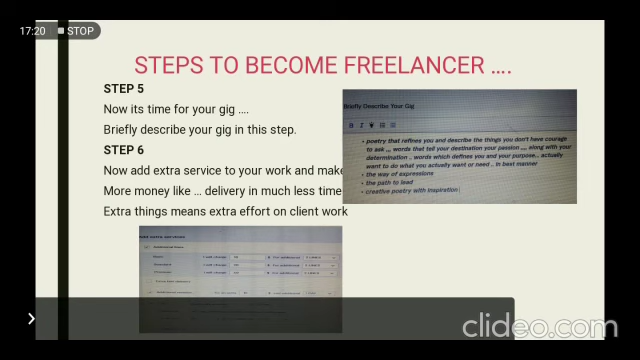 17:20 STOP
STEPS TO BECOME FREELANCER ....
STEP 5
Now its time for your gig ....
Briefly describe your gig in this step.
STEP 6
Now add extra service to your work and make
More money like ... delivery in much less time
Extra things means extra effort on client work
Briefly Describe Your Gig
B I
• poetry that refines you and describe the things you don't have courage
to ask ,,, words that tell your destination your passion .... along with your
determination .. words which defines you and your purpose.. actually
want to do what you actually want or need .. in best manner
• the way of expressions
• the path to lead
• creative poetry with inspiration
clideo.com